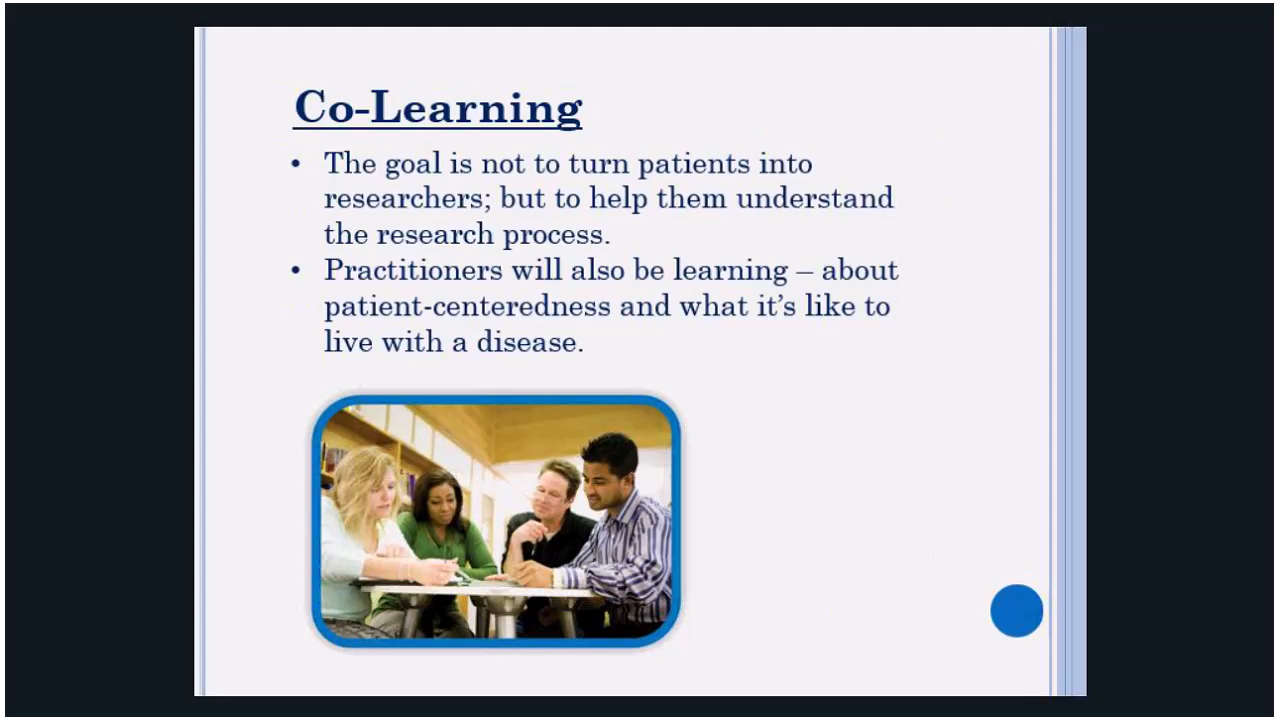 Co-Learning
• The goal is not to turn patients into
researchers; but to help them understand
the research process.
• Practitioners will also be learning – about
patient-centeredness and what it’s like to
live with a disease.